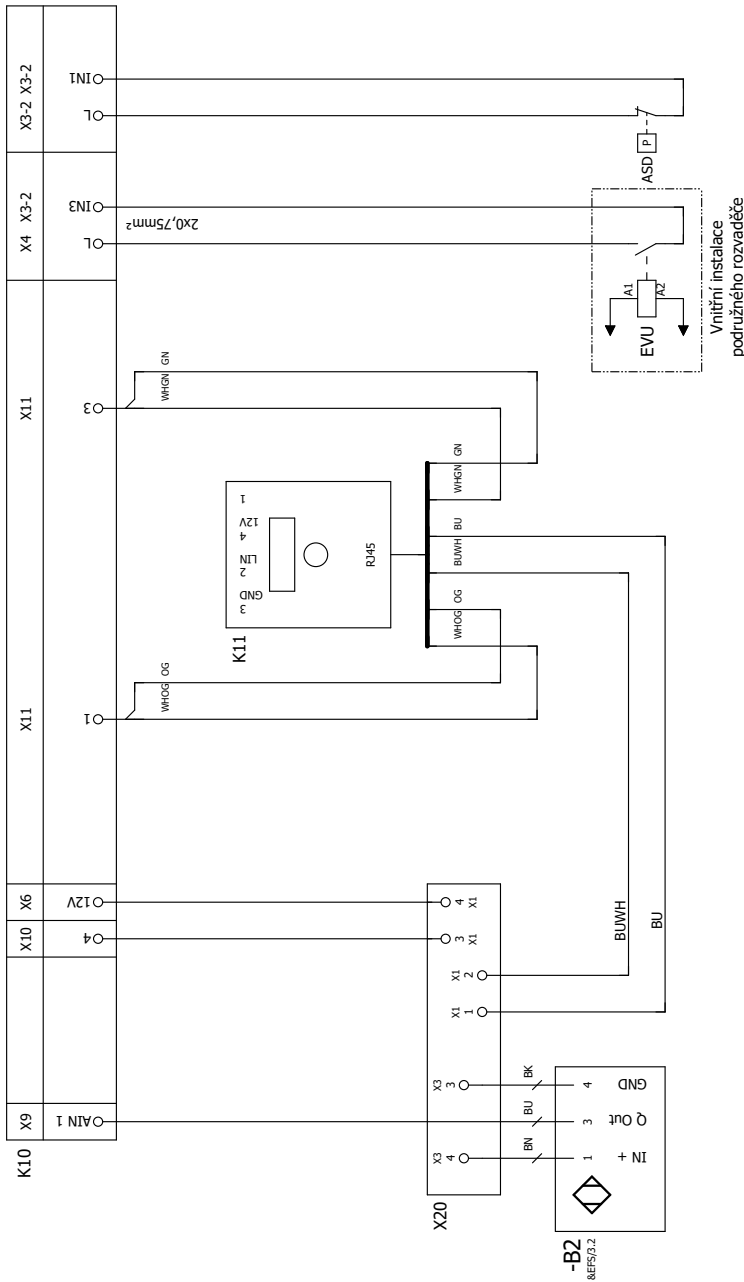 K10
X9
X10
X6
X11
X11
X4
X3-2
X3-2
X3-2
AIN 1
4
12V
1
3
L
IN3
L
IN1
2x0,75mm²
WHOG
OG
WHGN
GN
K11
3
GND
2
LIN
4
12V
1
RJ45
WHOG
OG
BUWH
BU
WHGN
GN
ASD
P
EVU
A1
A2
Vnitřní instalace
podružného rozvaděče
X20
X3
4
X3
3
X1
1
X1
2
3
X1
4
X1
BUWH
BU
BN
BU
BK
-B2
&EFS/3.2
1
3
4
IN +
Q Out
GND